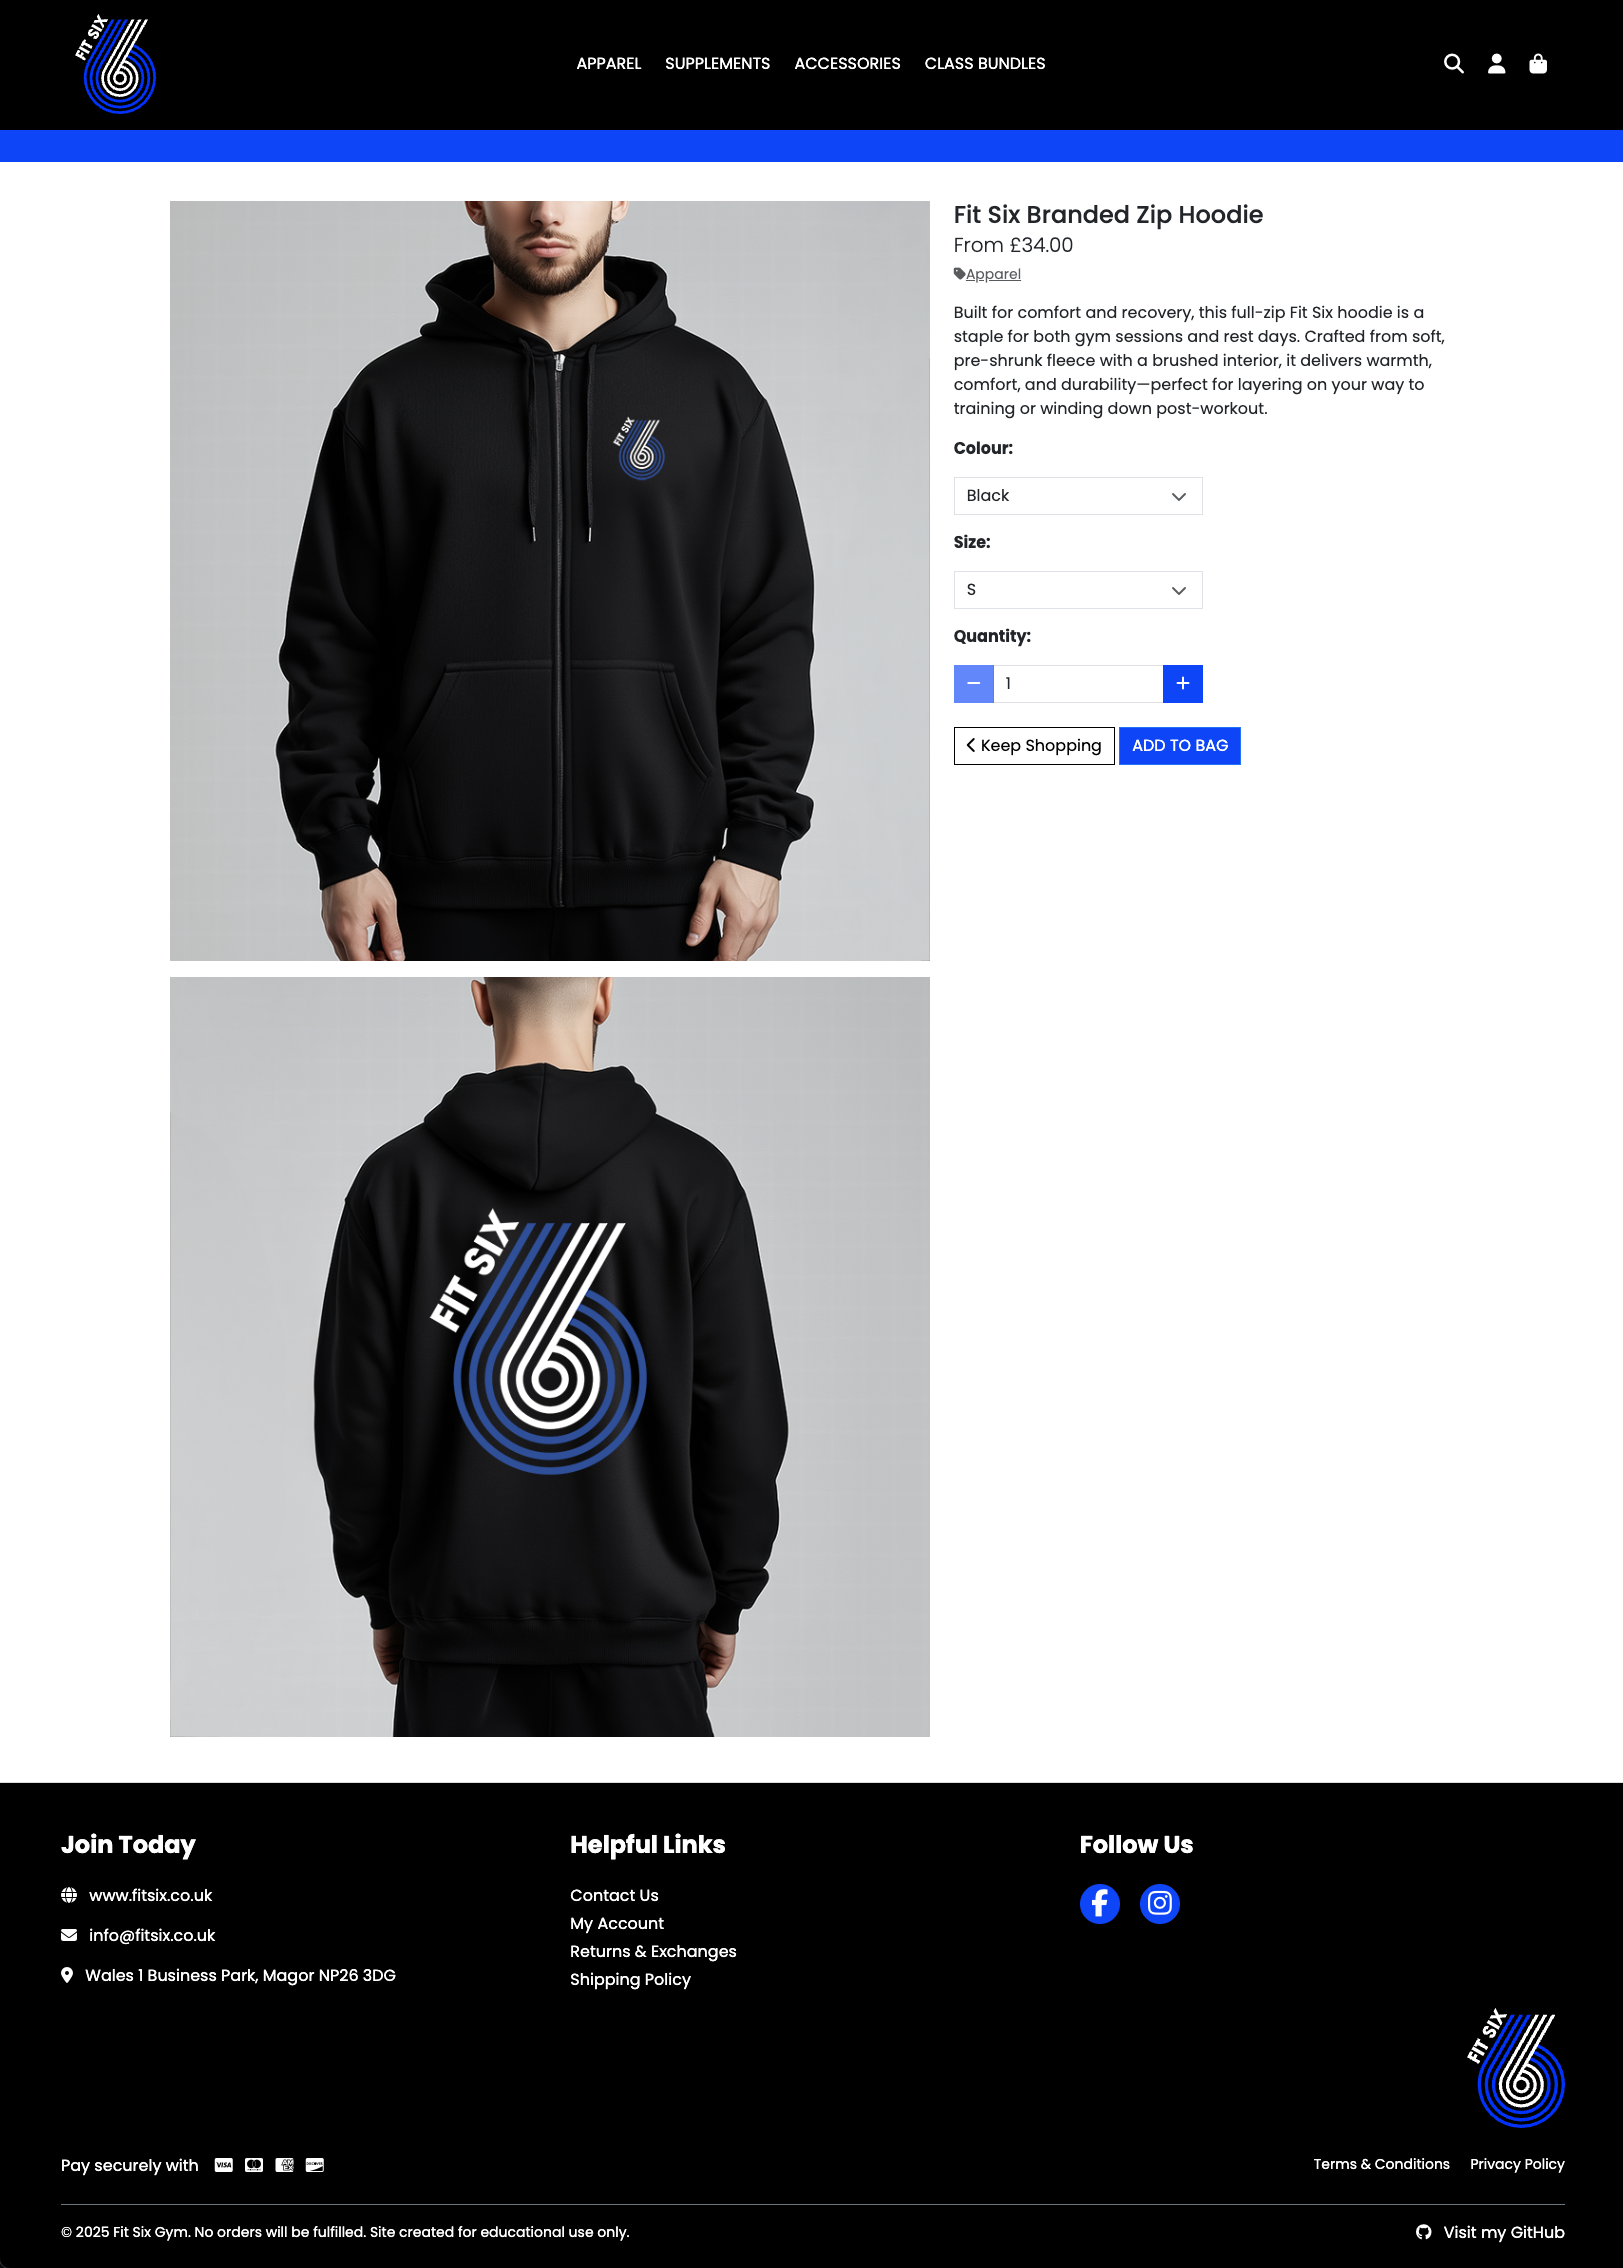 FIT SIX
APPAREL
SUPPLEMENTS
ACCESSORIES
CLASS BUNDLES
Fit Six Branded Zip Hoodie
From £34.00
Apparel
Built for comfort and recovery, this full-zip Fit Six hoodie is a
staple for both gym sessions and rest days. Crafted from soft,
pre-shrunk fleece with a brushed interior, it delivers warmth,
comfort, and durability—perfect for layering on your way to
training or winding down post-workout.
Colour:
Black
Size:
S
Quantity:
1
Keep Shopping
ADD TO BAG
FIT SIX
FIT SIX
Join Today
www.fitsix.co.uk
info@fitsix.co.uk
Wales 1 Business Park, Magor NP26 3DG
Helpful Links
Contact Us
My Account
Returns & Exchanges
Shipping Policy
Follow Us
FIT SIX
Pay securely with
VISA
AMEX
DISCOVER
Terms & Conditions
Privacy Policy
© 2025 Fit Six Gym. No orders will be fulfilled. Site created for educational use only.
Visit my GitHub